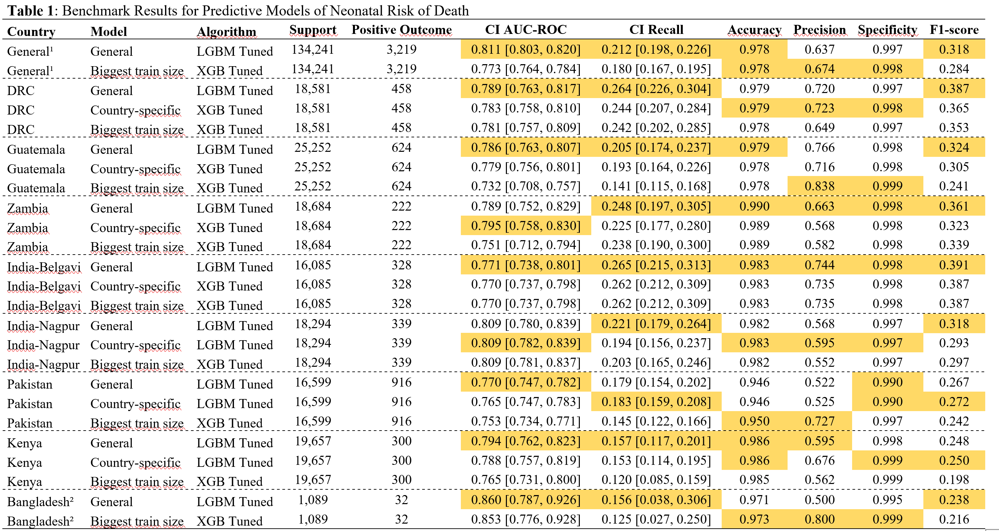 Table 1: Benchmark Results for Predictive Models of Neonatal Risk of Death
Country Model Algorithm Support Positive Outcome CI AUC-ROC CI Recall Accuracy Precision Specificity F1-score
General¹ General LGBM Tuned 134,241 3,219 0.811 [0.803, 0.820] 0.212 [0.198, 0.226] 0.978 0.637 0.997 0.318
General¹ Biggest train size XGB Tuned 134,241 3,219 0.773 [0.764, 0.784] 0.180 [0.167, 0.195] 0.978 0.674 0.998 0.284
DRC General LGBM Tuned 18,581 458 0.789 [0.763, 0.817] 0.264 [0.226, 0.304] 0.979 0.720 0.997 0.387
DRC Country-specific XGB Tuned 18,581 458 0.783 [0.758, 0.810] 0.244 [0.207, 0.284] 0.979 0.723 0.998 0.365
DRC Biggest train size XGB Tuned 18,581 458 0.781 [0.757, 0.809] 0.242 [0.202, 0.285] 0.978 0.649 0.997 0.353
Guatemala General LGBM Tuned 25,252 624 0.786 [0.763, 0.807] 0.205 [0.174, 0.237] 0.979 0.766 0.998 0.324
Guatemala Country-specific XGB Tuned 25,252 624 0.779 [0.756, 0.801] 0.193 [0.164, 0.226] 0.978 0.716 0.998 0.305
Guatemala Biggest train size XGB Tuned 25,252 624 0.732 [0.708, 0.757] 0.141 [0.115, 0.168] 0.978 0.838 0.999 0.241
Zambia General LGBM Tuned 18,684 222 0.789 [0.752, 0.829] 0.248 [0.197, 0.305] 0.990 0.663 0.998 0.361
Zambia Country-specific XGB Tuned 18,684 222 0.795 [0.758, 0.830] 0.225 [0.177, 0.280] 0.989 0.568 0.998 0.323
Zambia Biggest train size XGB Tuned 18,684 222 0.751 [0.712, 0.794] 0.238 [0.190, 0.300] 0.989 0.582 0.998 0.339
India-Belgavi General LGBM Tuned 16,085 328 0.771 [0.738, 0.801] 0.265 [0.215, 0.313] 0.983 0.744 0.998 0.391
India-Belgavi Country-specific XGB Tuned 16,085 328 0.770 [0.737, 0.798] 0.262 [0.212, 0.309] 0.983 0.735 0.998 0.387
India-Belgavi Biggest train size XGB Tuned 16,085 328 0.770 [0.737, 0.798] 0.262 [0.212, 0.309] 0.983 0.735 0.998 0.387
India-Nagpur General LGBM Tuned 18,294 339 0.809 [0.780, 0.839] 0.221 [0.179, 0.264] 0.982 0.568 0.997 0.318
India-Nagpur Country-specific LGBM Tuned 18,294 339 0.809 [0.782, 0.839] 0.194 [0.156, 0.237] 0.983 0.595 0.997 0.293
India-Nagpur Biggest train size XGB Tuned 18,294 339 0.809 [0.781, 0.837] 0.203 [0.165, 0.246] 0.982 0.552 0.997 0.297
Pakistan General LGBM Tuned 16,599 916 0.770 [0.747, 0.782] 0.179 [0.154, 0.202] 0.946 0.522 0.990 0.267
Pakistan Country-specific LGBM Tuned 16,599 916 0.765 [0.747, 0.783] 0.183 [0.159, 0.208] 0.946 0.525 0.990 0.272
Pakistan Biggest train size XGB Tuned 16,599 916 0.753 [0.734, 0.771] 0.145 [0.122, 0.166] 0.950 0.727 0.997 0.242
Kenya General LGBM Tuned 19,657 300 0.794 [0.762, 0.823] 0.157 [0.117, 0.201] 0.986 0.595 0.998 0.248
Kenya Country-specific LGBM Tuned 19,657 300 0.788 [0.757, 0.819] 0.153 [0.114, 0.195] 0.986 0.676 0.999 0.250
Kenya Biggest train size XGB Tuned 19,657 300 0.765 [0.731, 0.800] 0.120 [0.085, 0.159] 0.985 0.562 0.999 0.198
Bangladesh² General LGBM Tuned 1,089 32 0.860 [0.787, 0.926] 0.156 [0.038, 0.306] 0.971 0.500 0.995 0.238
Bangladesh² Biggest train size XGB Tuned 1,089 32 0.853 [0.776, 0.928] 0.125 [0.027, 0.250] 0.973 0.800 0.999 0.216